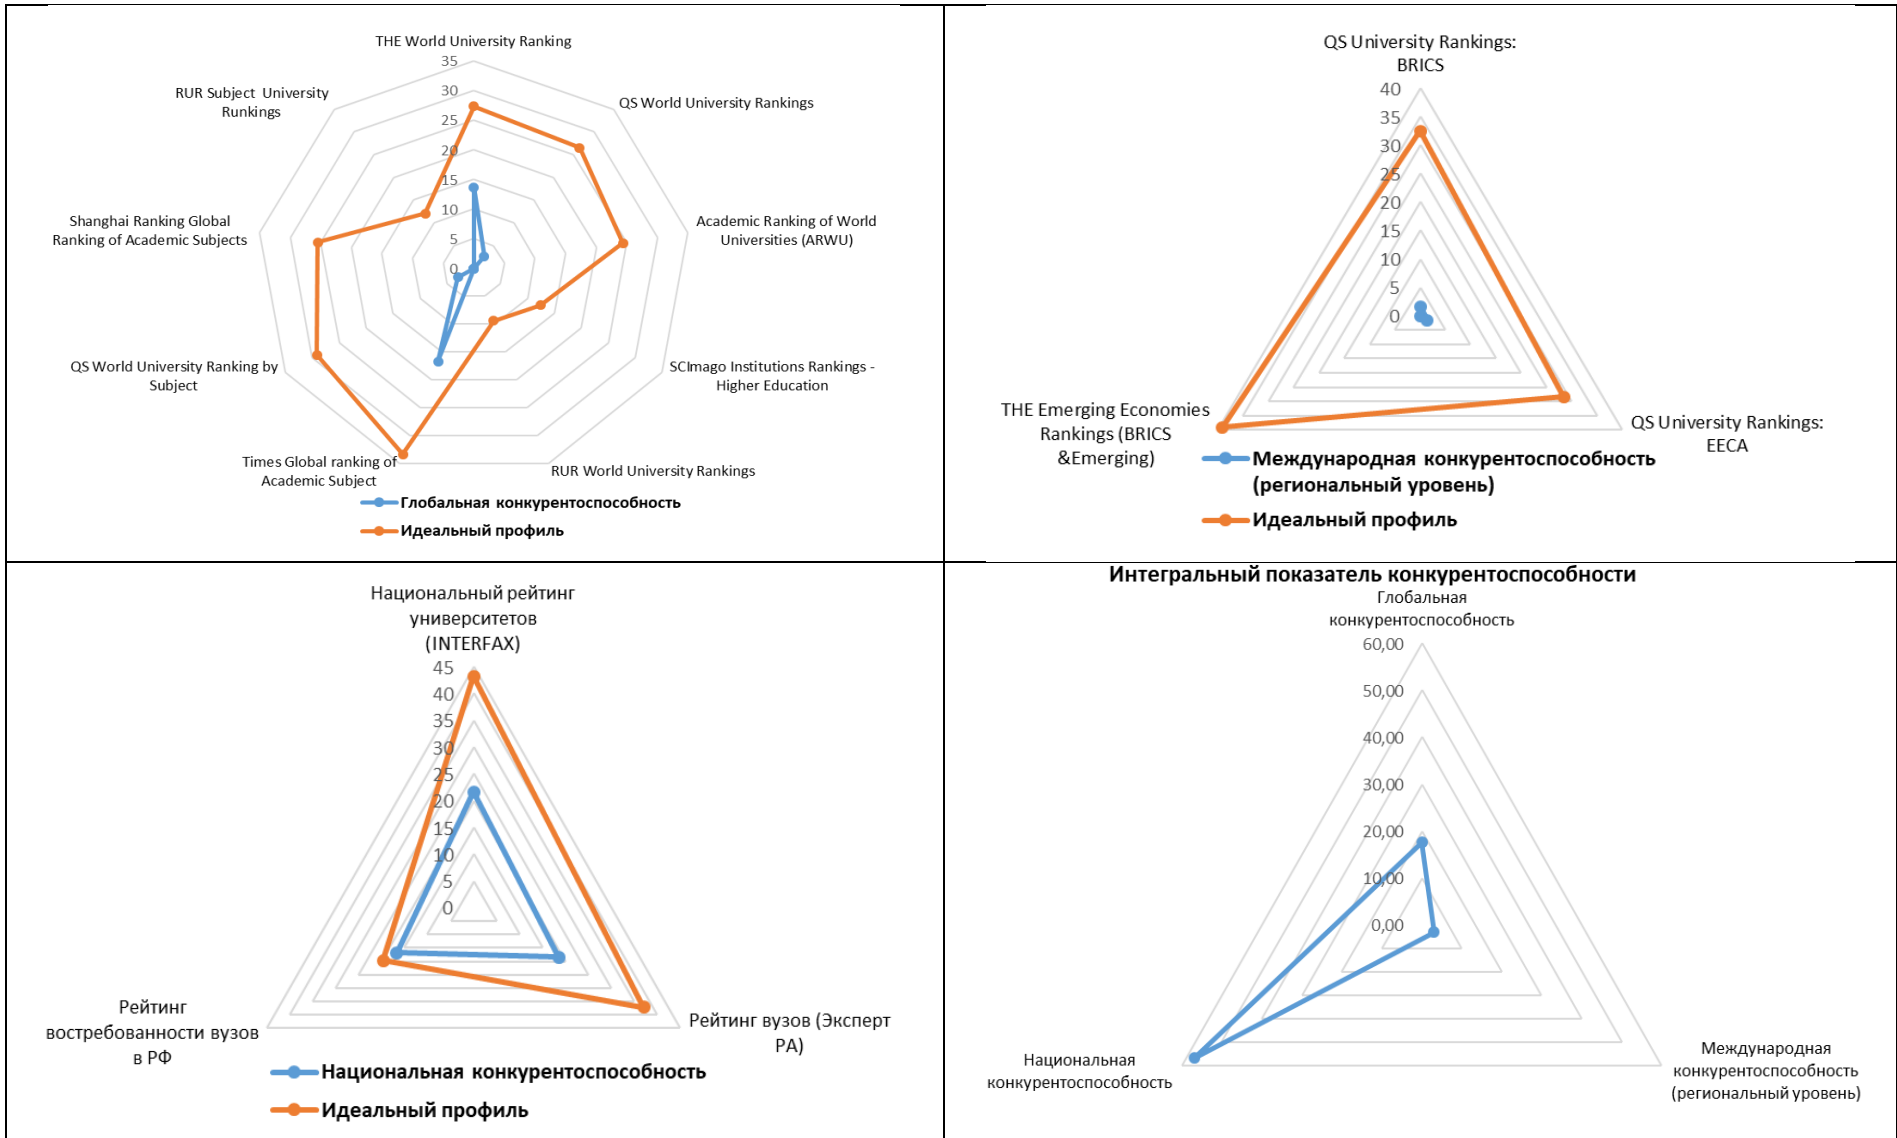 THE World University Ranking
35
30
25
20
15
10
5
0
QS World University Rankings
Academic Ranking of World
Universities (ARWU)
SCImago Institutions Rankings -
Higher Education
RUR World University Rankings
Times Global ranking of
Academic Subject
QS World University Ranking by
Subject
Shanghai Ranking Global
Ranking of Academic Subjects
RUR Subject University
Runkings
Глобальная конкурентоспособность
Идеальный профиль
QS University Rankings:
BRICS
40
35
30
25
20
15
10
5
0
QS University Rankings:
EECA
THE Emerging Economies
Rankings (BRICS
&Emerging)
Международная конкурентоспособность
(региональный уровень)
Идеальный профиль
Национальный рейтинг
университетов
(INTERFAX)
45
40
35
30
25
20
15
10
5
0
Рейтинг вузов (Эксперт
РА)
Рейтинг
востребованности вузов
в РФ
Национальная конкурентоспособность
Идеальный профиль
Интегральный показатель конкурентоспособности
Глобальная
конкурентоспособность
60,00
50,00
40,00
30,00
20,00
10,00
0,00
Международная
конкурентоспособность
(региональный уровень)
Национальная
конкурентоспособность